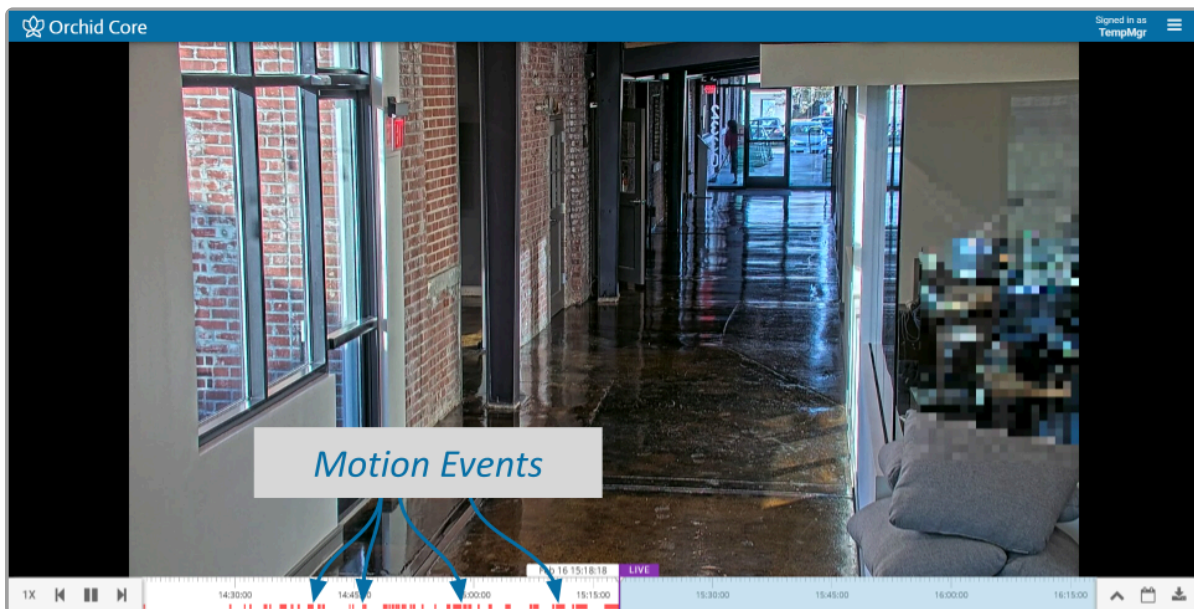 Orchid Core
Signed in as
TempMgr
Motion Events
Feb 16 15:18:18
LIVE
1X
14:30:00
15:15:00
15:30:00
15:45:00
16:00:00
16:15:00